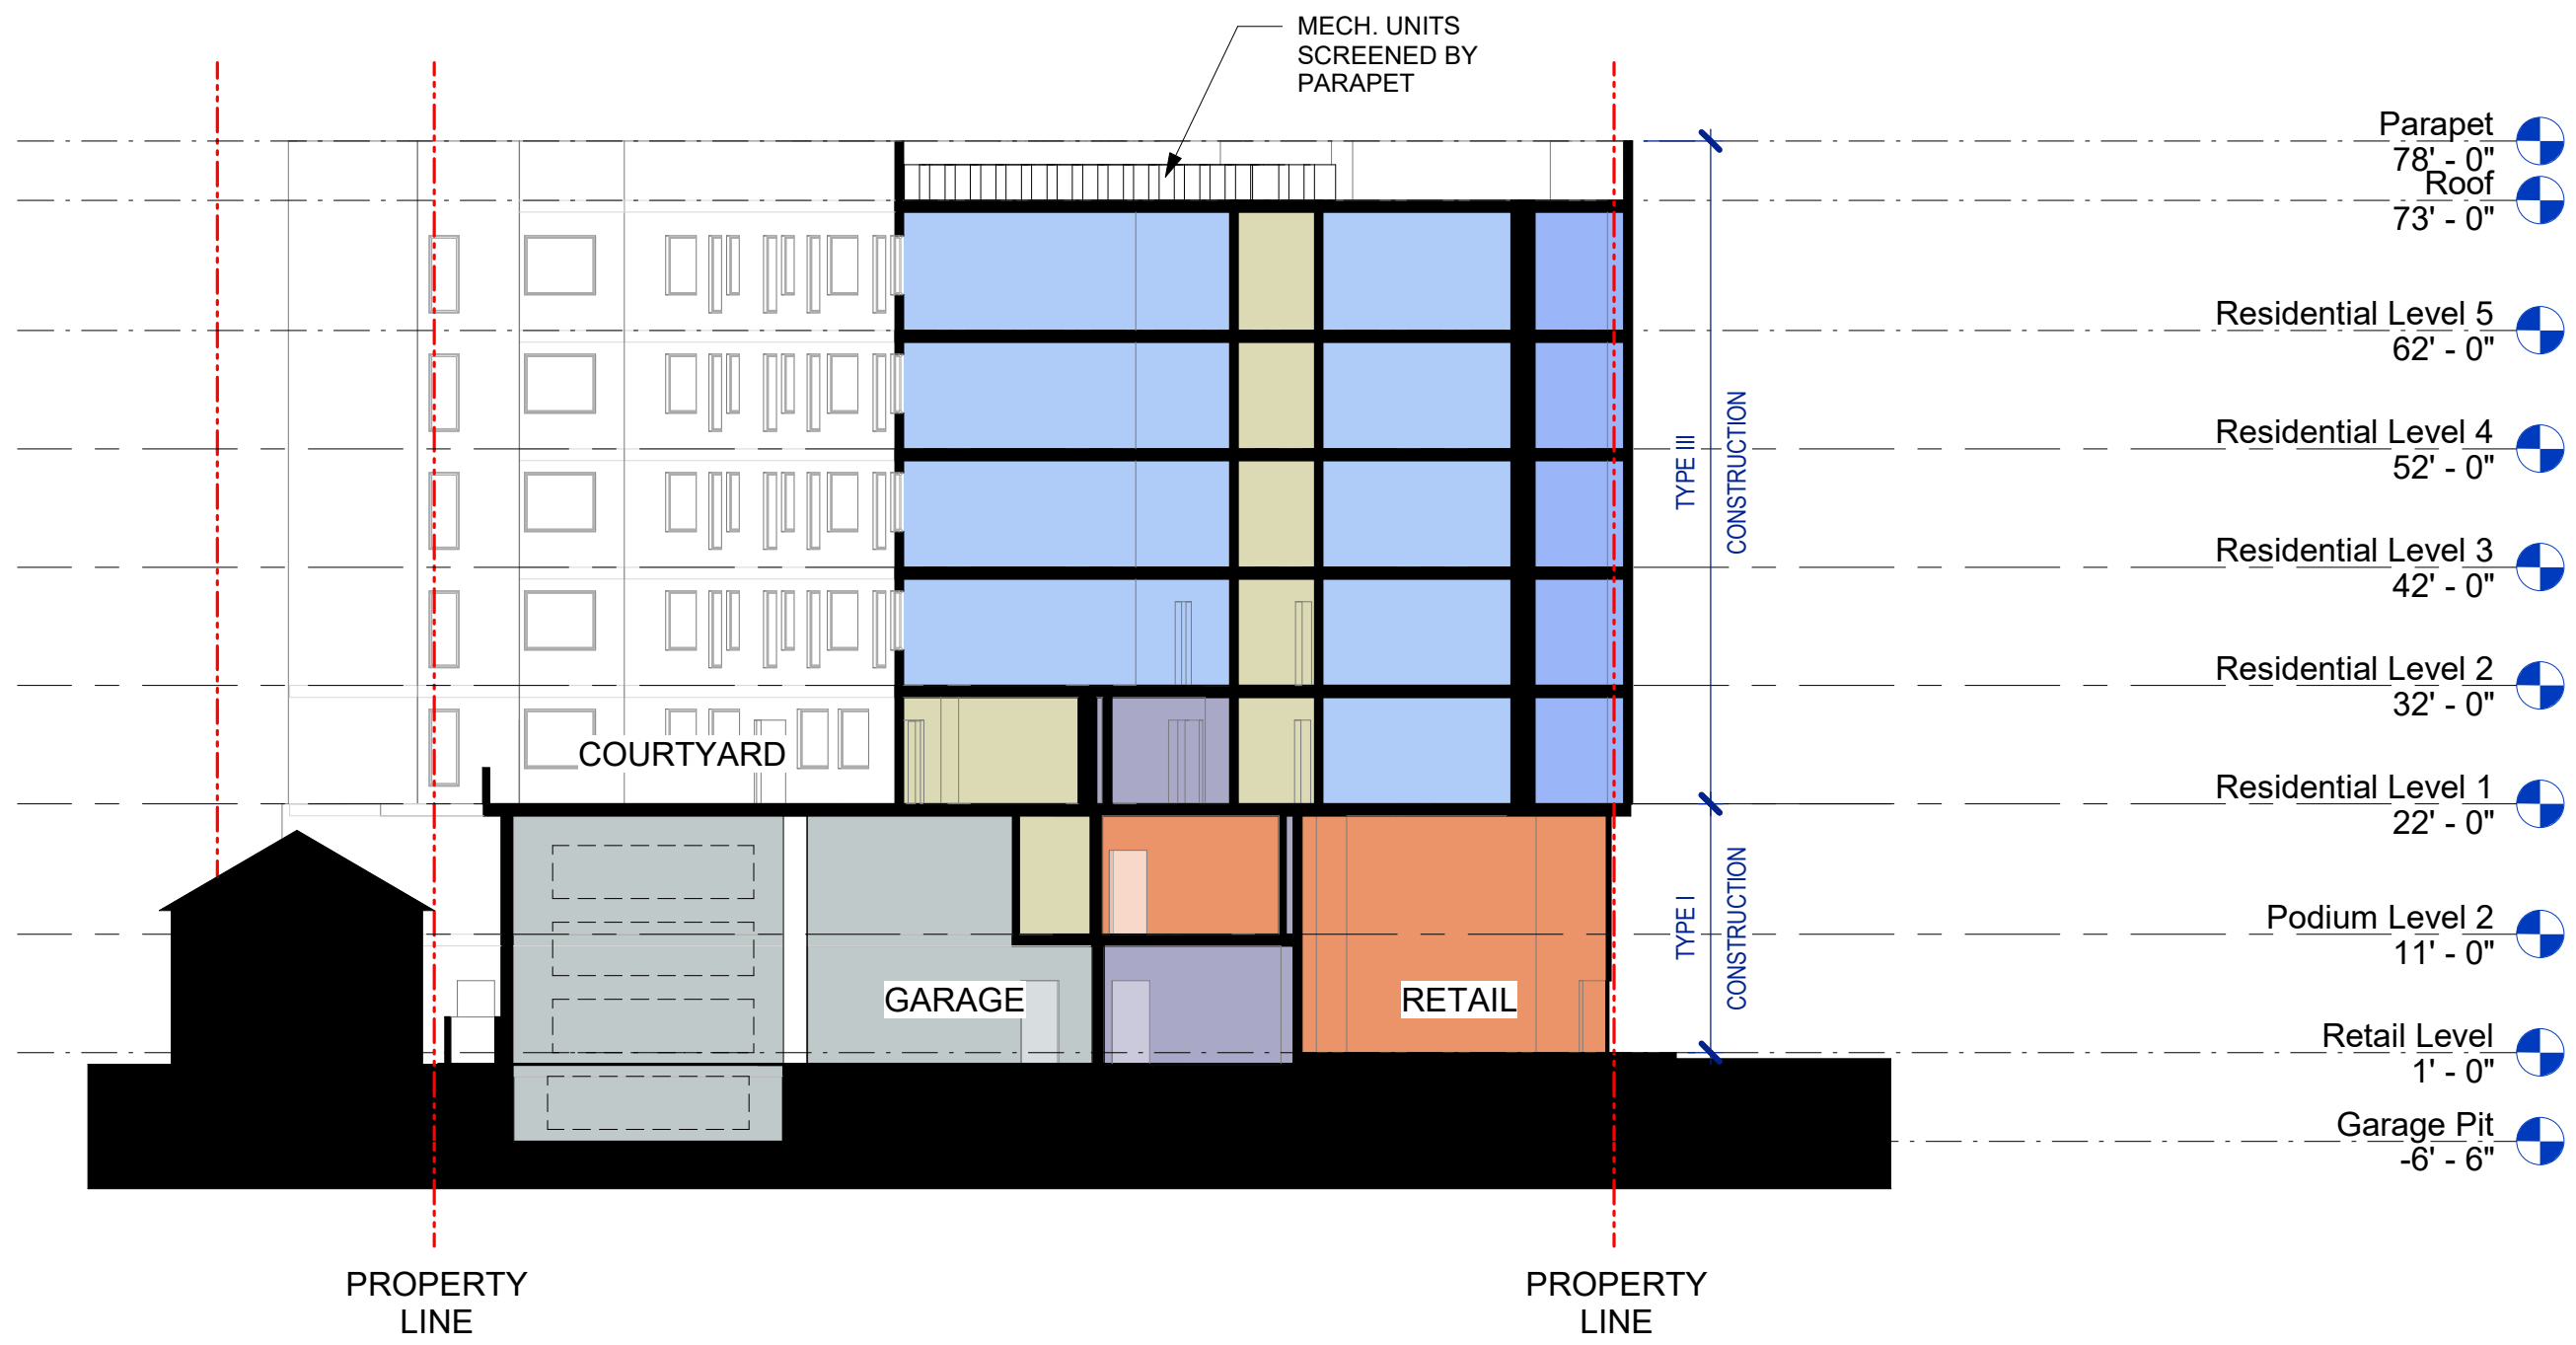 MECH. UNITS
SCREENED BY
PARAPET
Parapet
78' - 0"
Roof
73' - 0"
Residential Level 5
62' - 0"
Residential Level 4
52' - 0"
TYPE III
CONSTRUCTION
Residential Level 3
42' - 0"
Residential Level 2
32' - 0"
COURTYARD
Residential Level 1
22' - 0"
Podium Level 2
11' - 0"
TYPE I
CONSTRUCTION
GARAGE
RETAIL
Retail Level
1' - 0"
Garage Pit
-6' - 6"
PROPERTY
LINE
PROPERTY
LINE